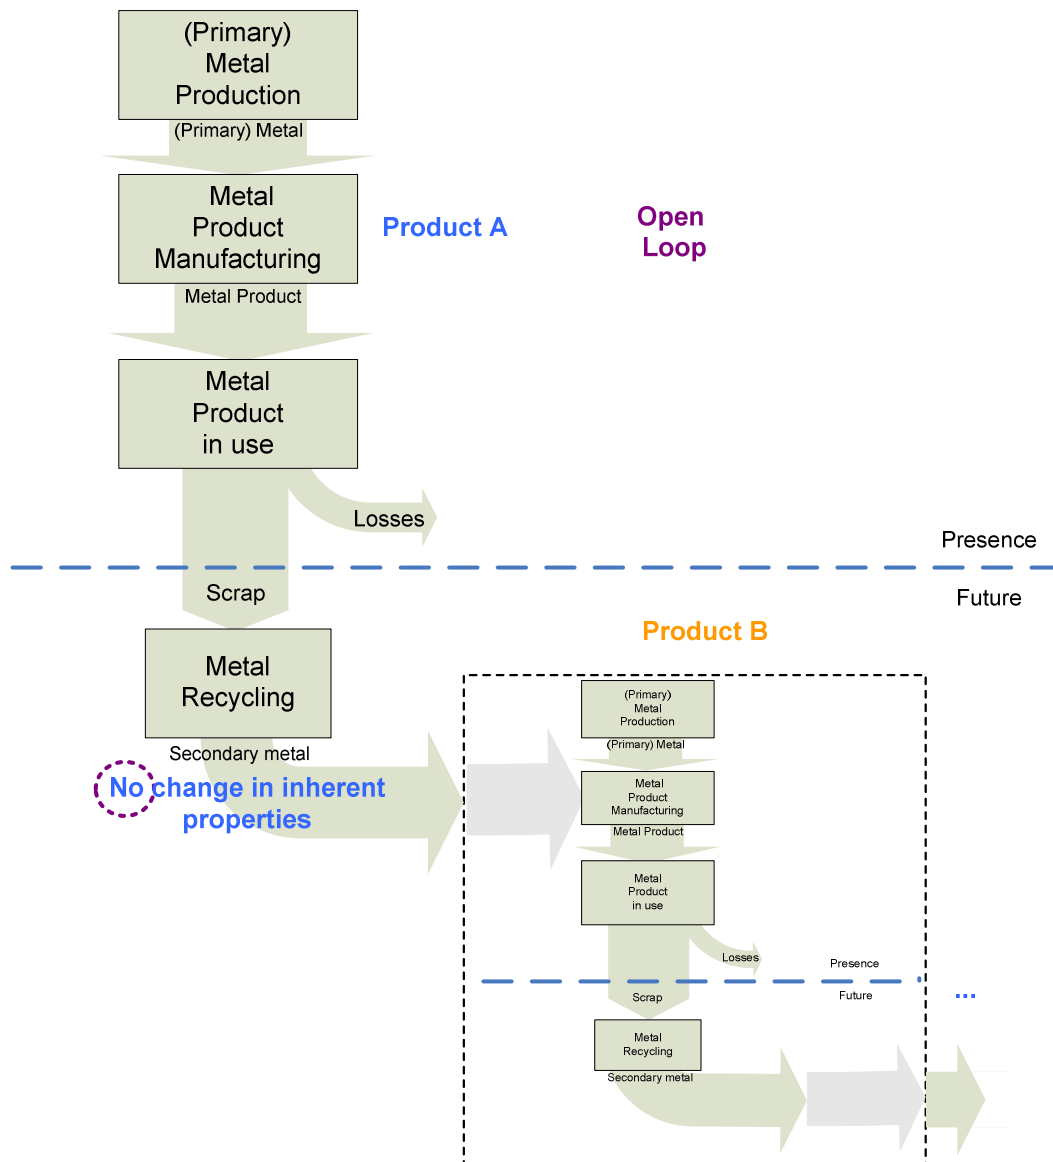 (Primary)
Metal
Production
(Primary) Metal
Metal
Product
Manufacturing
Product A
Open
Loop
Metal Product
Metal
Product
in use
Losses
Presence
Scrap
Future
Product B
Metal
Recycling
Secondary metal
No change in inherent
properties
(Primary)
Metal
Production
(Primary) Metal
Metal
Product
Manufacturing
Metal Product
Metal
Product
in use
Losses
Presence
Scrap
Future
...
Metal
Recycling
Secondary metal